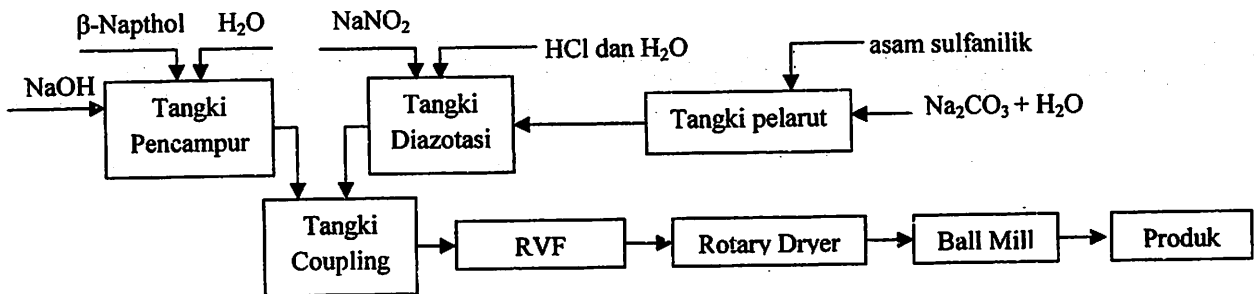 β-Napthol
H₂O
NaNO₂
HCl dan H₂O
asam sulfanilik
NaOH
Tangki
Pencampur
Tangki
Diazotasi
Tangki pelarut
Na₂CO₃ + H₂O
Tangki
Coupling
RVF
Rotary Dryer
Ball Mill
Produk